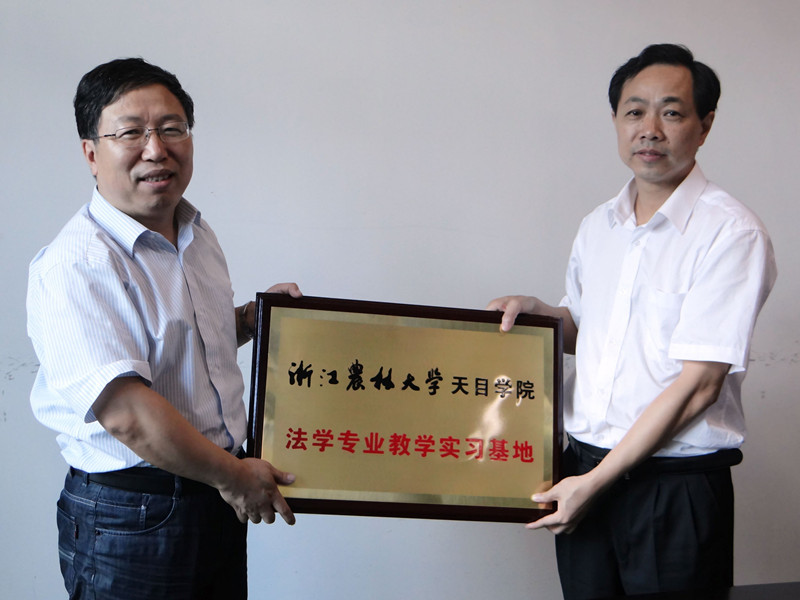 浙江農林大学 天目学院
法学专业教学实习基地